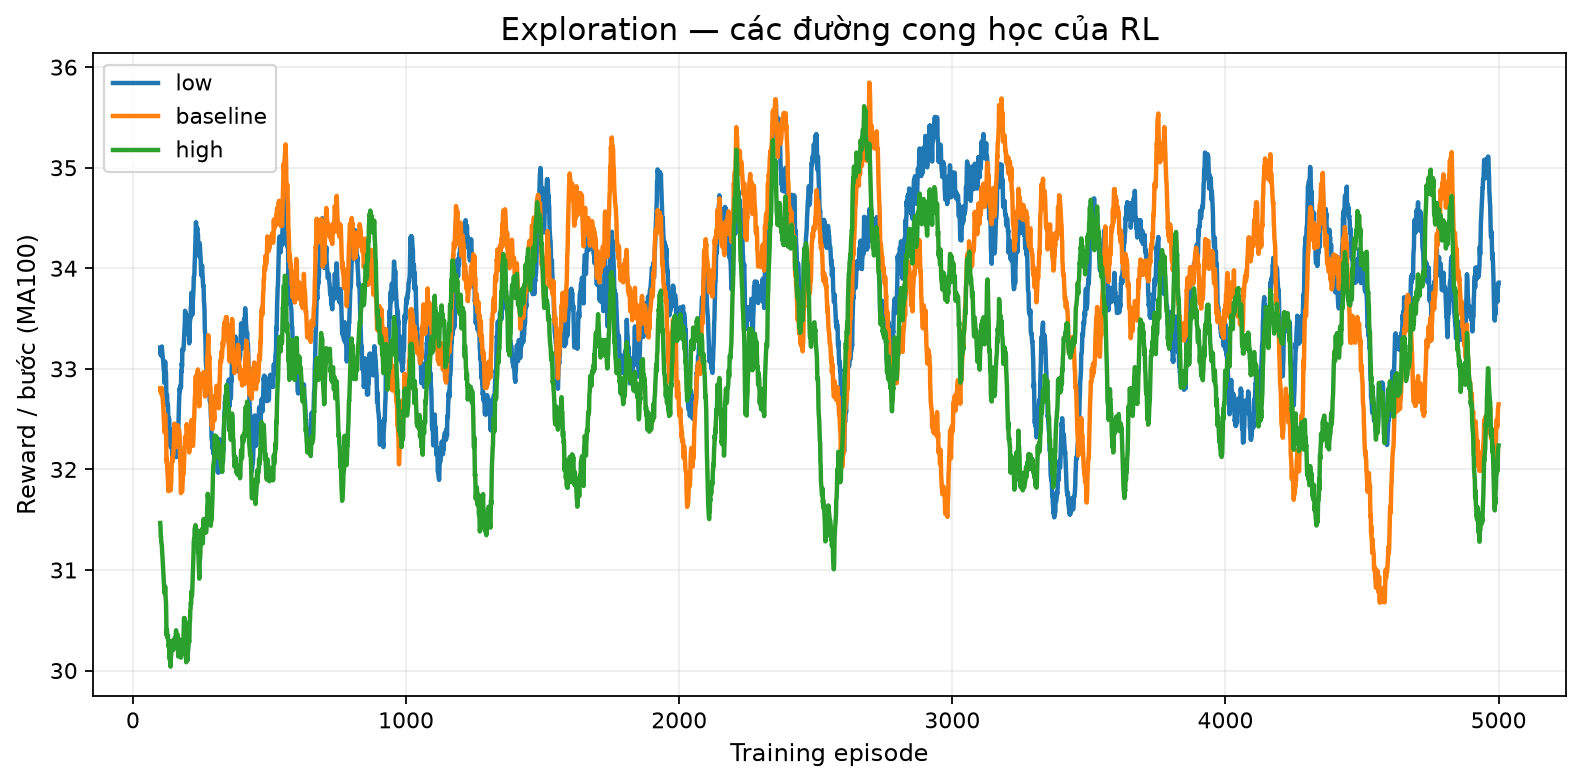 Exploration — các đường cong học của RL
low
baseline
high
Reward / bước (MA100)
36
35
34
33
32
31
30
0
1000
2000
3000
4000
5000
Training episode